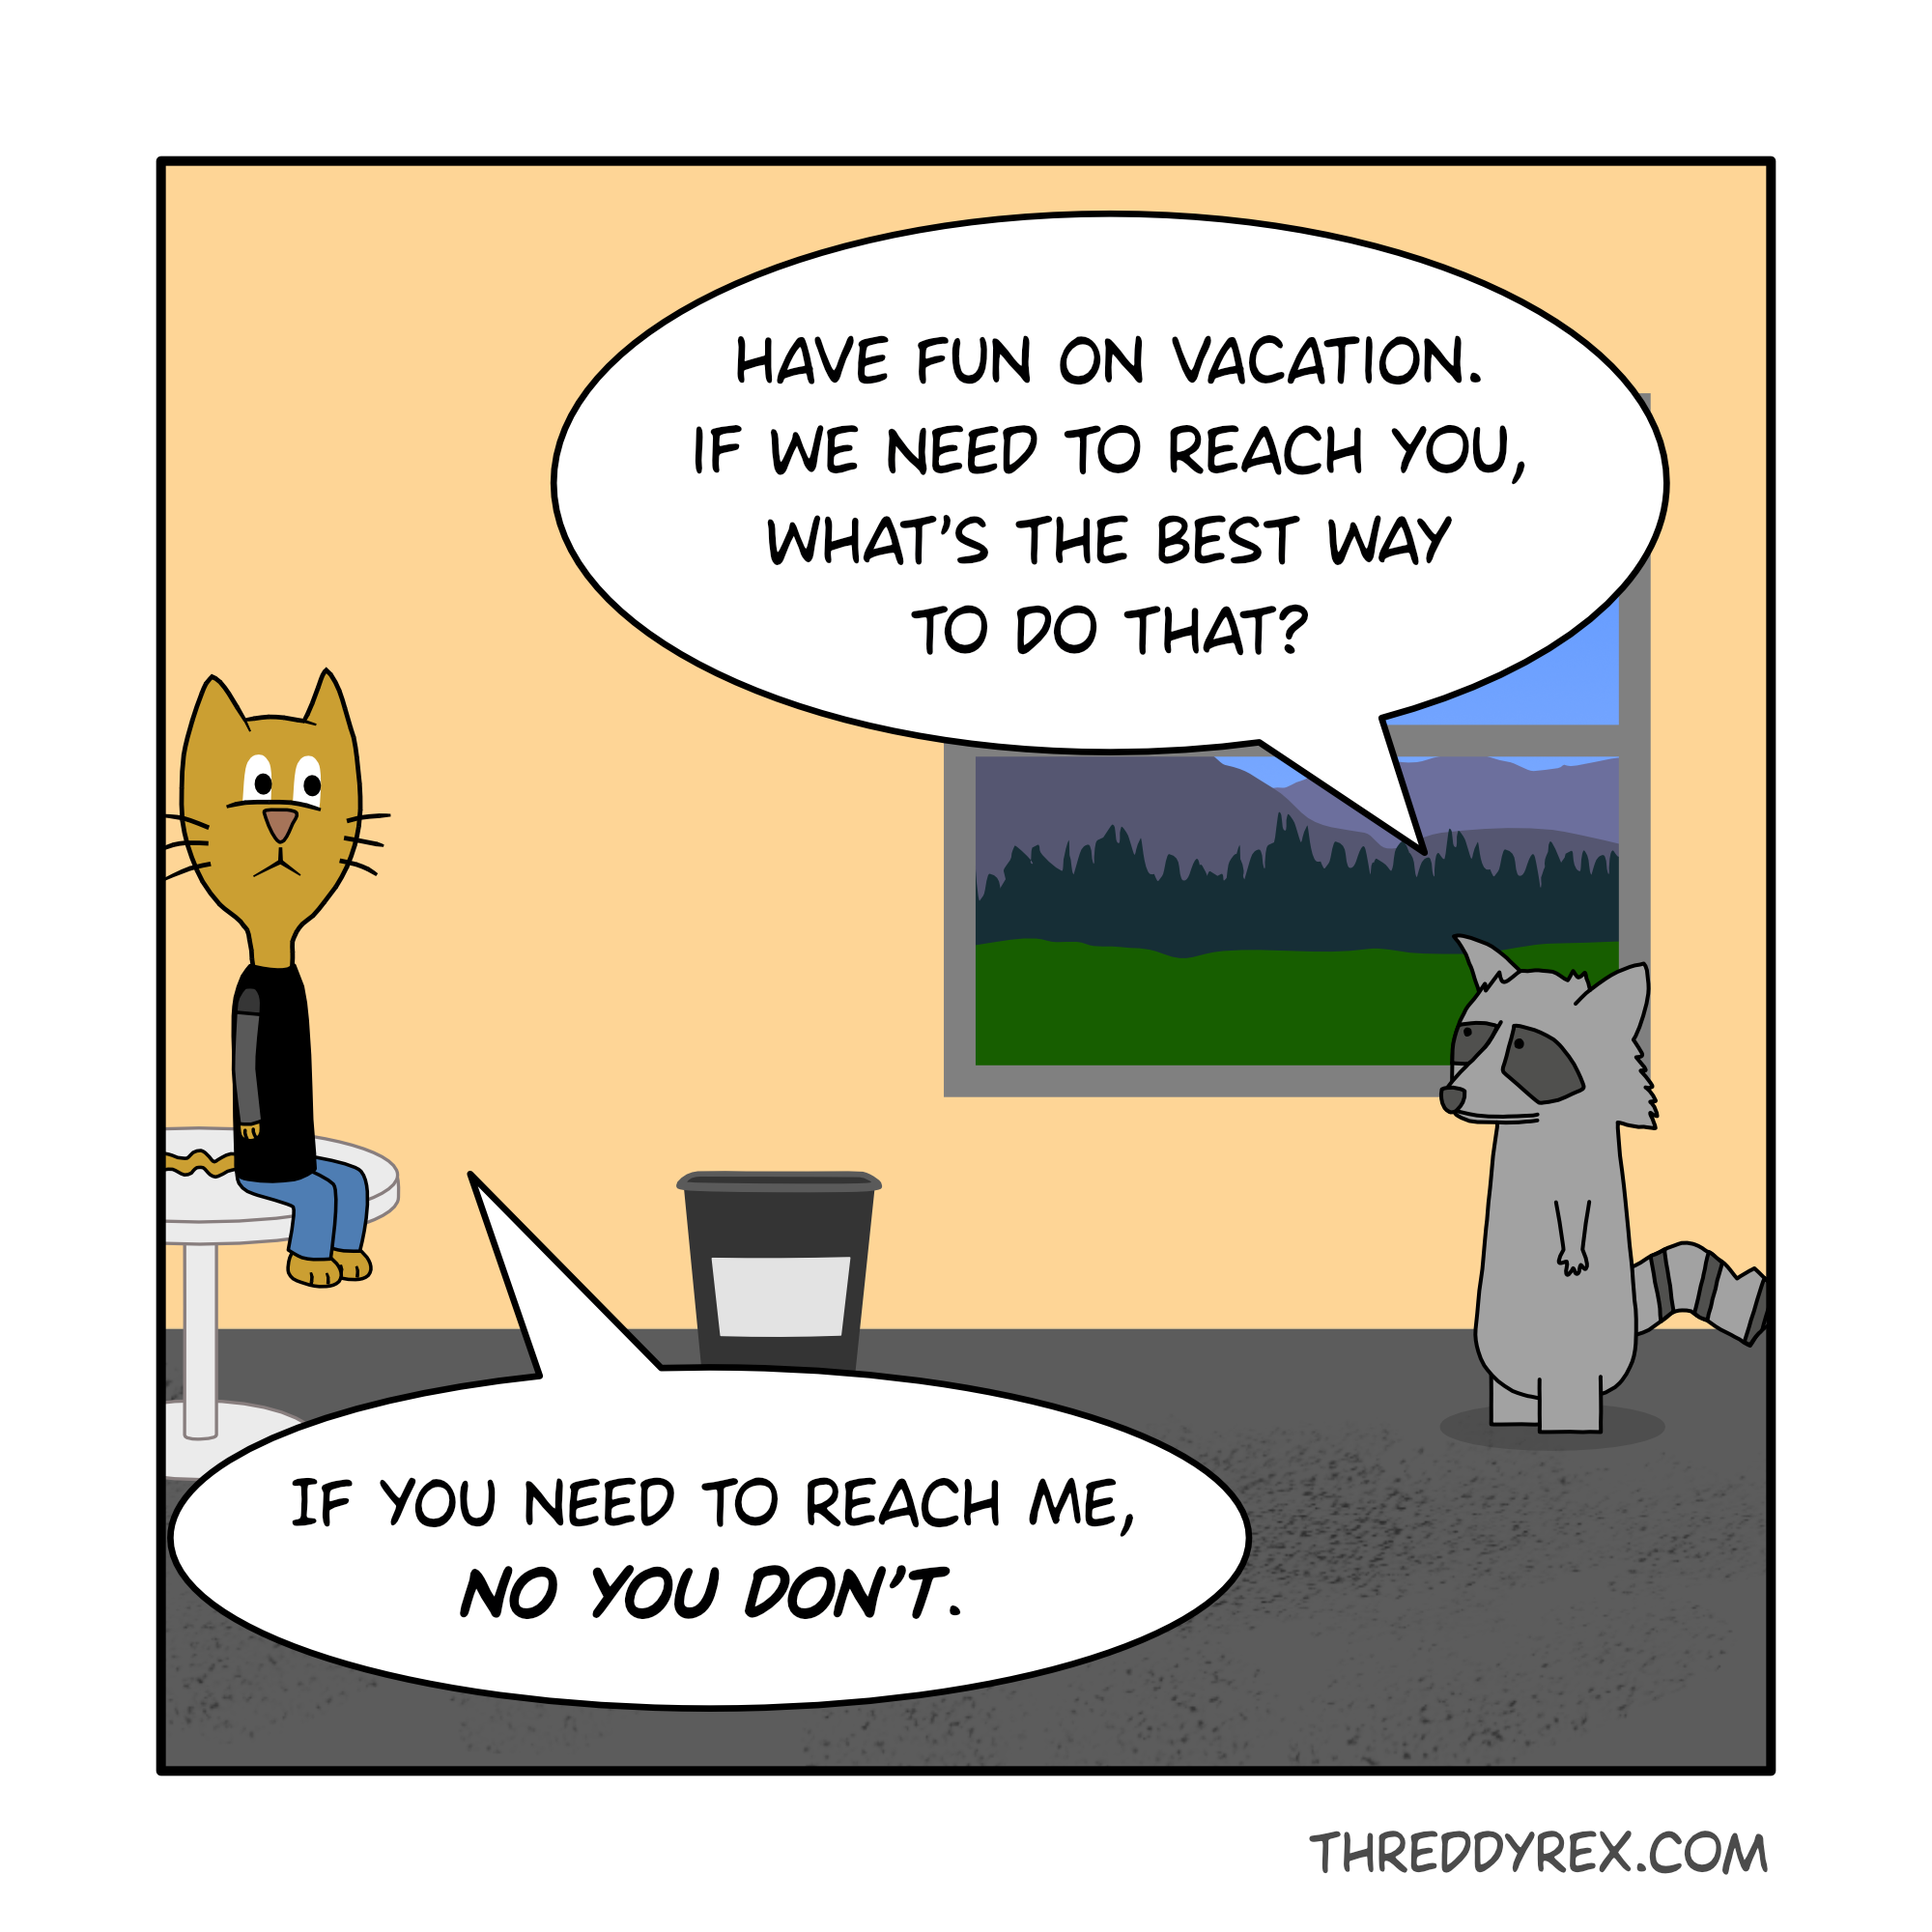 HAVE FUN ON VACATION.
IF WE NEED TO REACH YOU,
WHAT'S THE BEST WAY
TO DO THAT?
IF YOU NEED TO REACH ME,
NO YOU DON'T.
THREDDYREX.COM